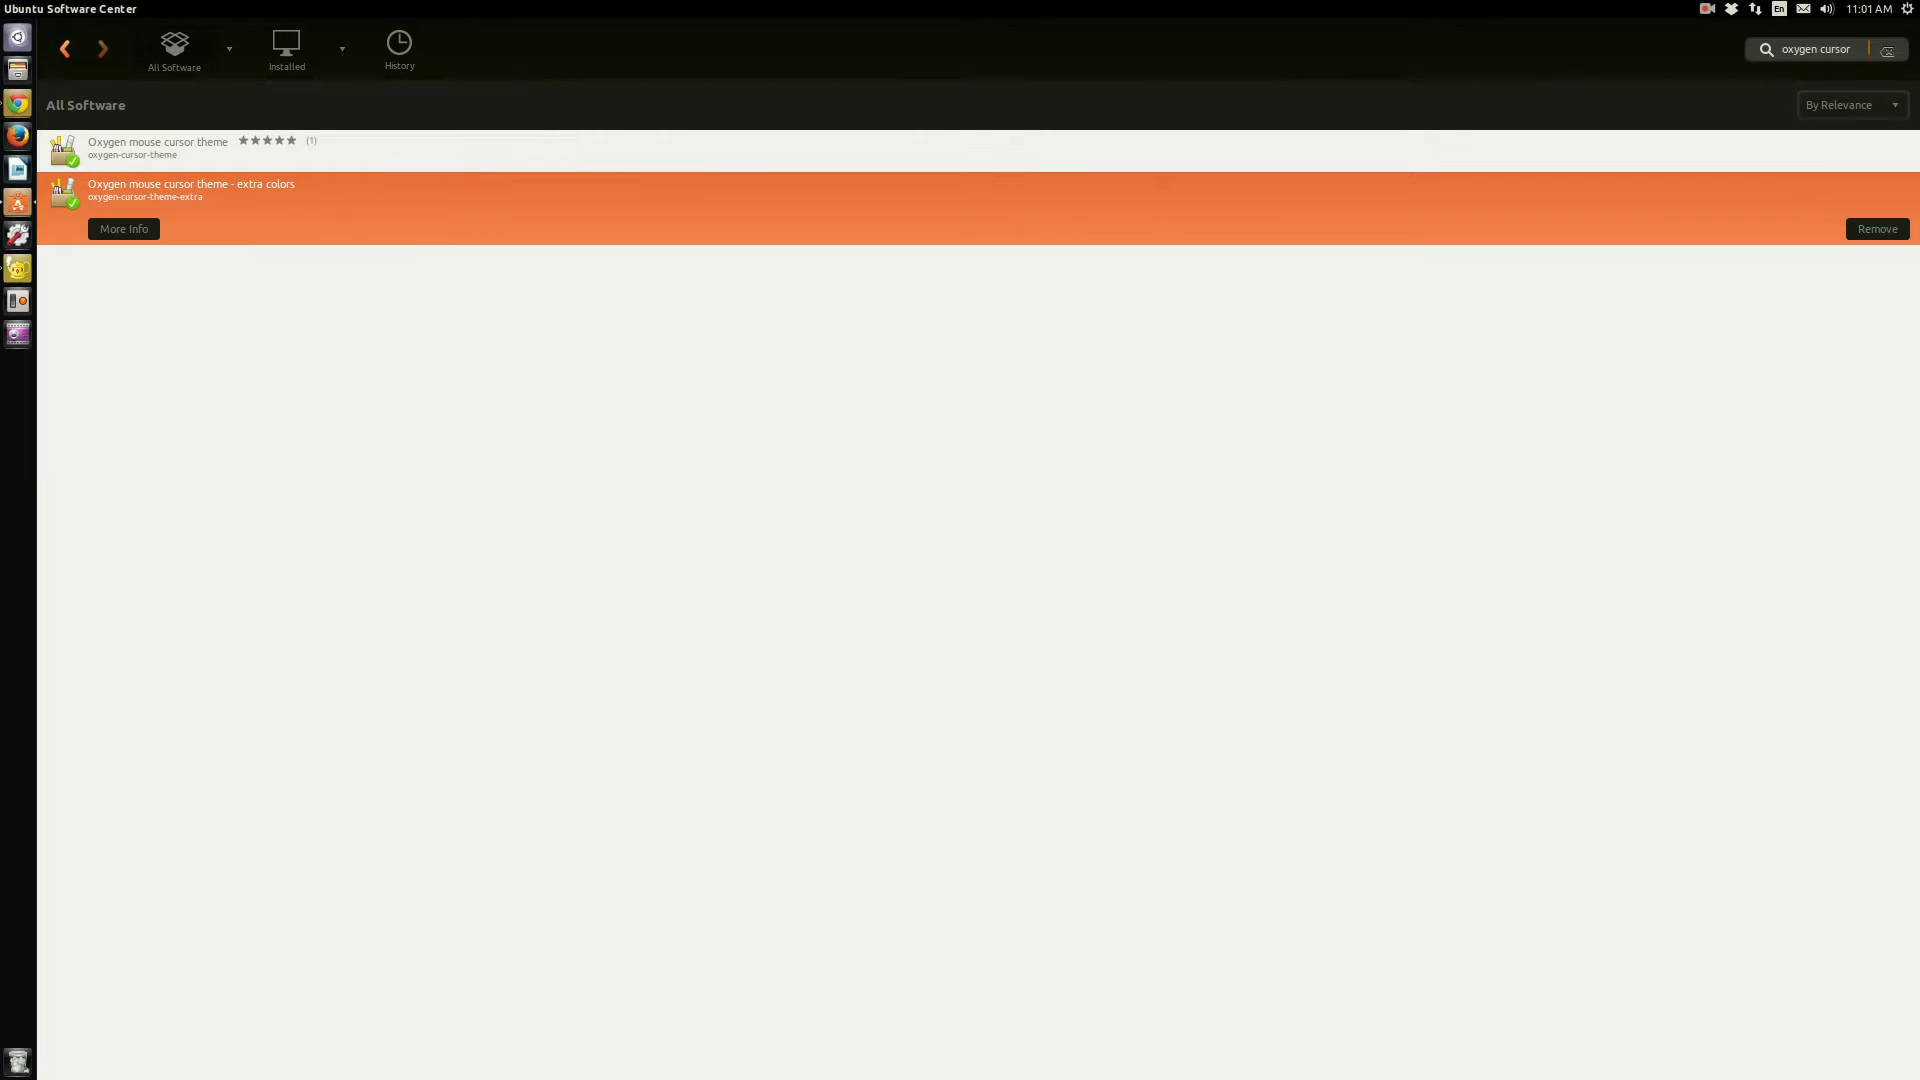 Ubuntu Software Center
En
11:01 AM
All Software
Installed
History
oxygen cursor
All Software
By Relevance
Oxygen mouse cursor theme (1)
oxygen-cursor-theme
Oxygen mouse cursor theme - extra colors
oxygen-cursor-theme-extra
More Info
Remove